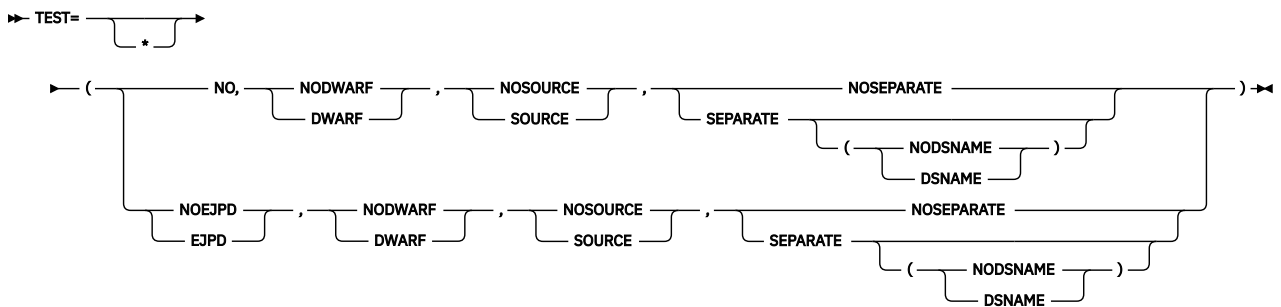 TEST=
*
( NO, NODWARF , NOSOURCE , NOSEPARATE )
DWARF SOURCE SEPARATE
( NODSNAME )
DSNAME
NOEJPD , NODWARF , NOSOURCE , NOSEPARATE
EJPD DWARF SOURCE SEPARATE
( NODSNAME )
DSNAME